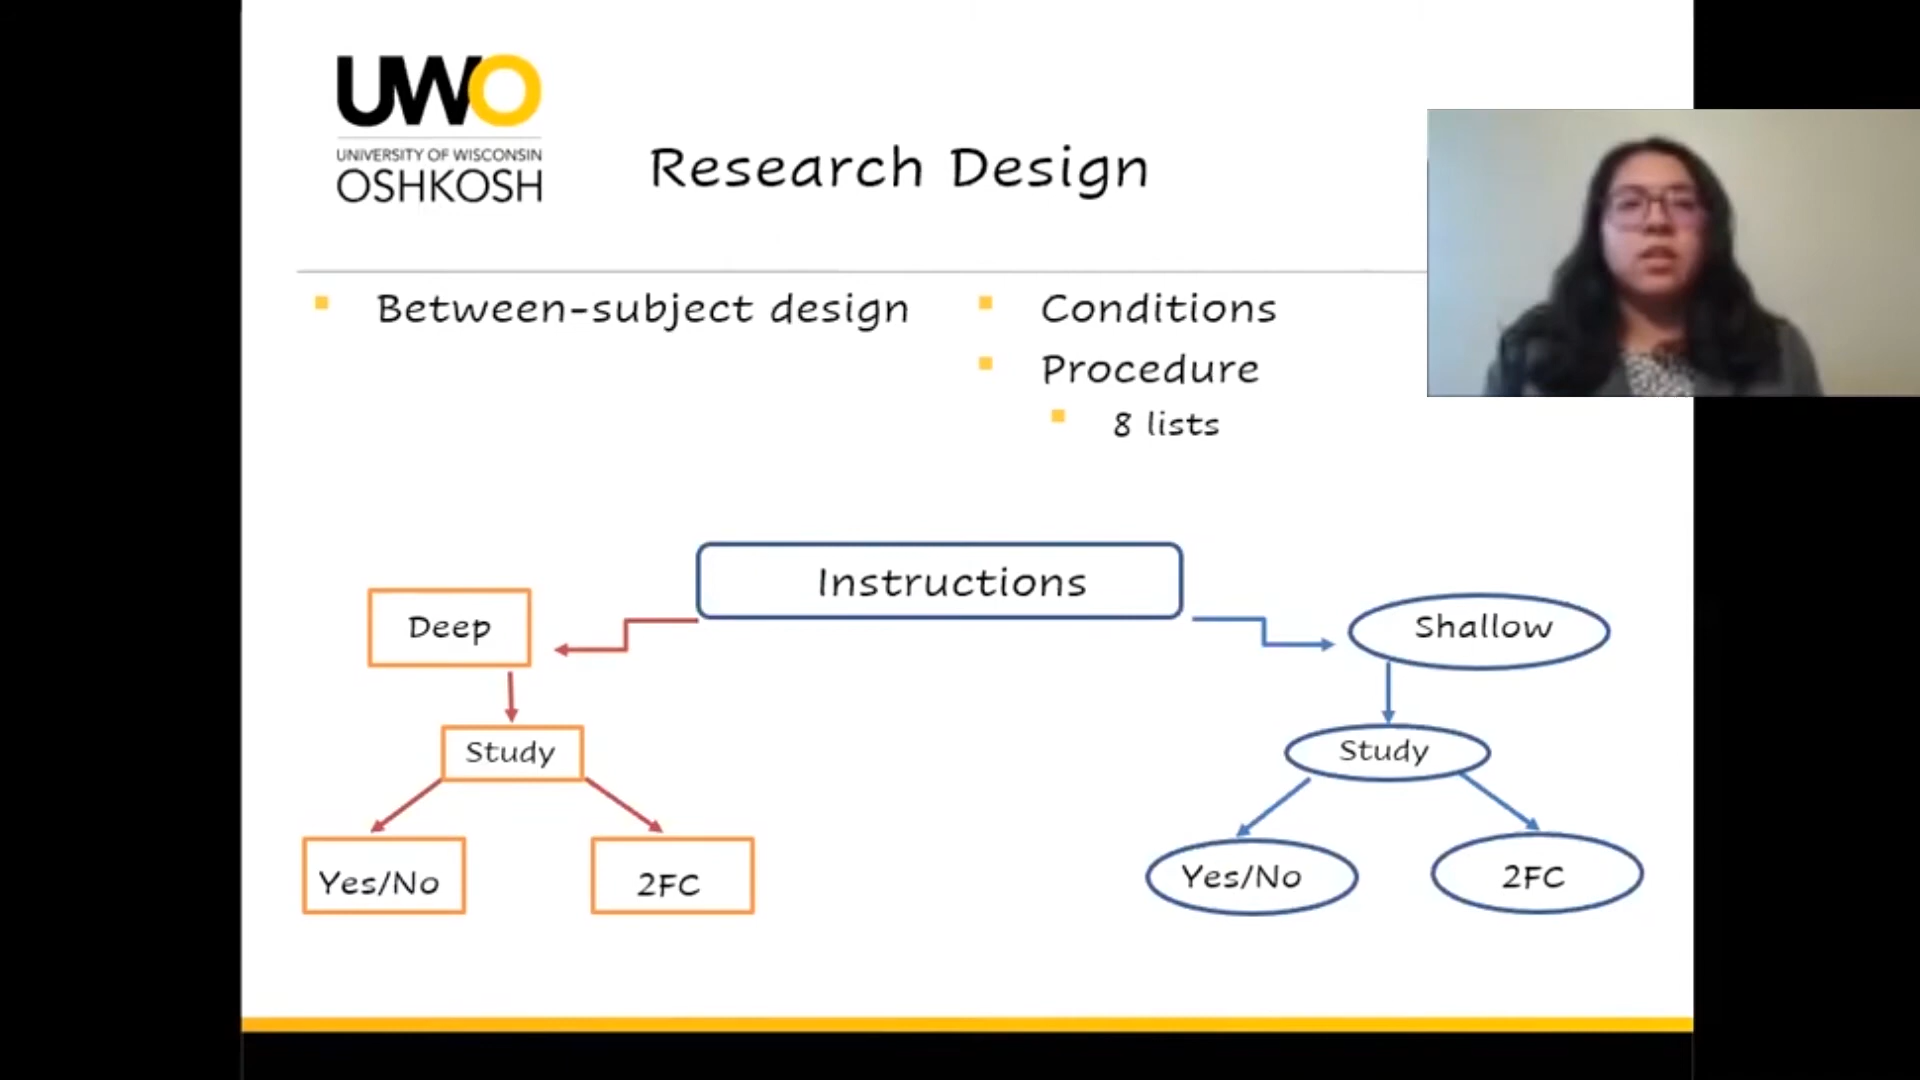 UWO
UNIVERSITY OF WISCONSIN
OSHKOSH
Research Design
Between-subject design
Conditions
Procedure
8 lists
Instructions
Deep
Shallow
Study
Study
Yes/No
2FC
Yes/No
2FC